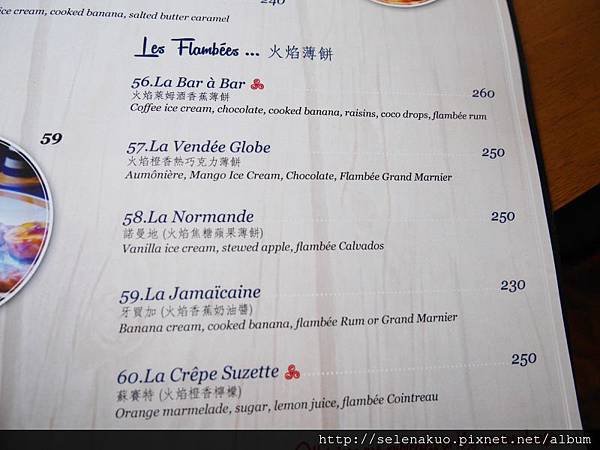 240
ice cream, cooked banana, salted butter caramel
Les Flambées ... 火焰薄餅
56.La Bar à Bar 260
火焰萊姆酒香蕉薄餅
Coffee ice cream, chocolate, cooked banana, raisins, coco drops, flambée rum
59
57.La Vendée Globe 250
火焰橙香熱巧克力薄餅
Aumônière, Mango Ice Cream, Chocolate, Flambée Grand Marnier
58.La Normande 250
諾曼地 (火焰焦糖蘋果薄餅)
Vanilla ice cream, stewed apple, flambée Calvados
59.La Jamaïcaine 230
牙買加 (火焰香蕉奶油醬)
Banana cream, cooked banana, flambée Rum or Grand Marnier
60.La Crêpe Suzette 250
蘇賽特 (火焰橙香檸檬)
Orange marmelade, sugar, lemon juice, flambée Cointreau
http://selenakuo.pixnet.net/album